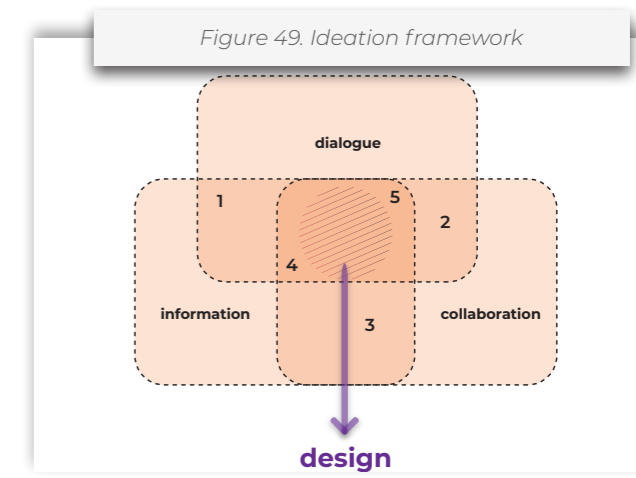 Figure 49. Ideation framework
dialogue
1
5
2
4
information
3
collaboration
design